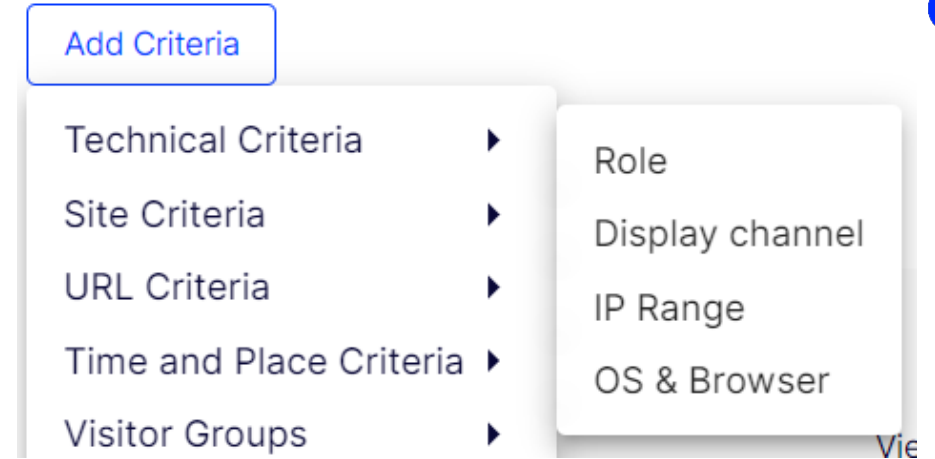 Add Criteria
Technical Criteria
Site Criteria
URL Criteria
Time and Place Criteria
Visitor Groups
Role
Display channel
IP Range
OS & Browser